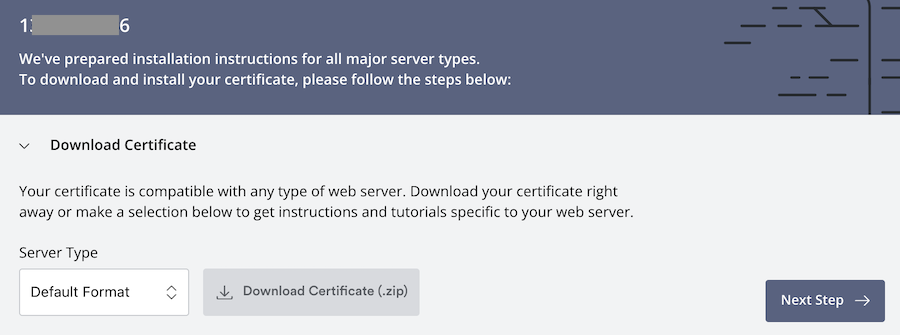 1 6
We've prepared installation instructions for all major server types.
To download and install your certificate, please follow the steps below:
Download Certificate
Your certificate is compatible with any type of web server. Download your certificate right
away or make a selection below to get instructions and tutorials specific to your web server.
Server Type
Default Format
Download Certificate (.zip)
Next Step